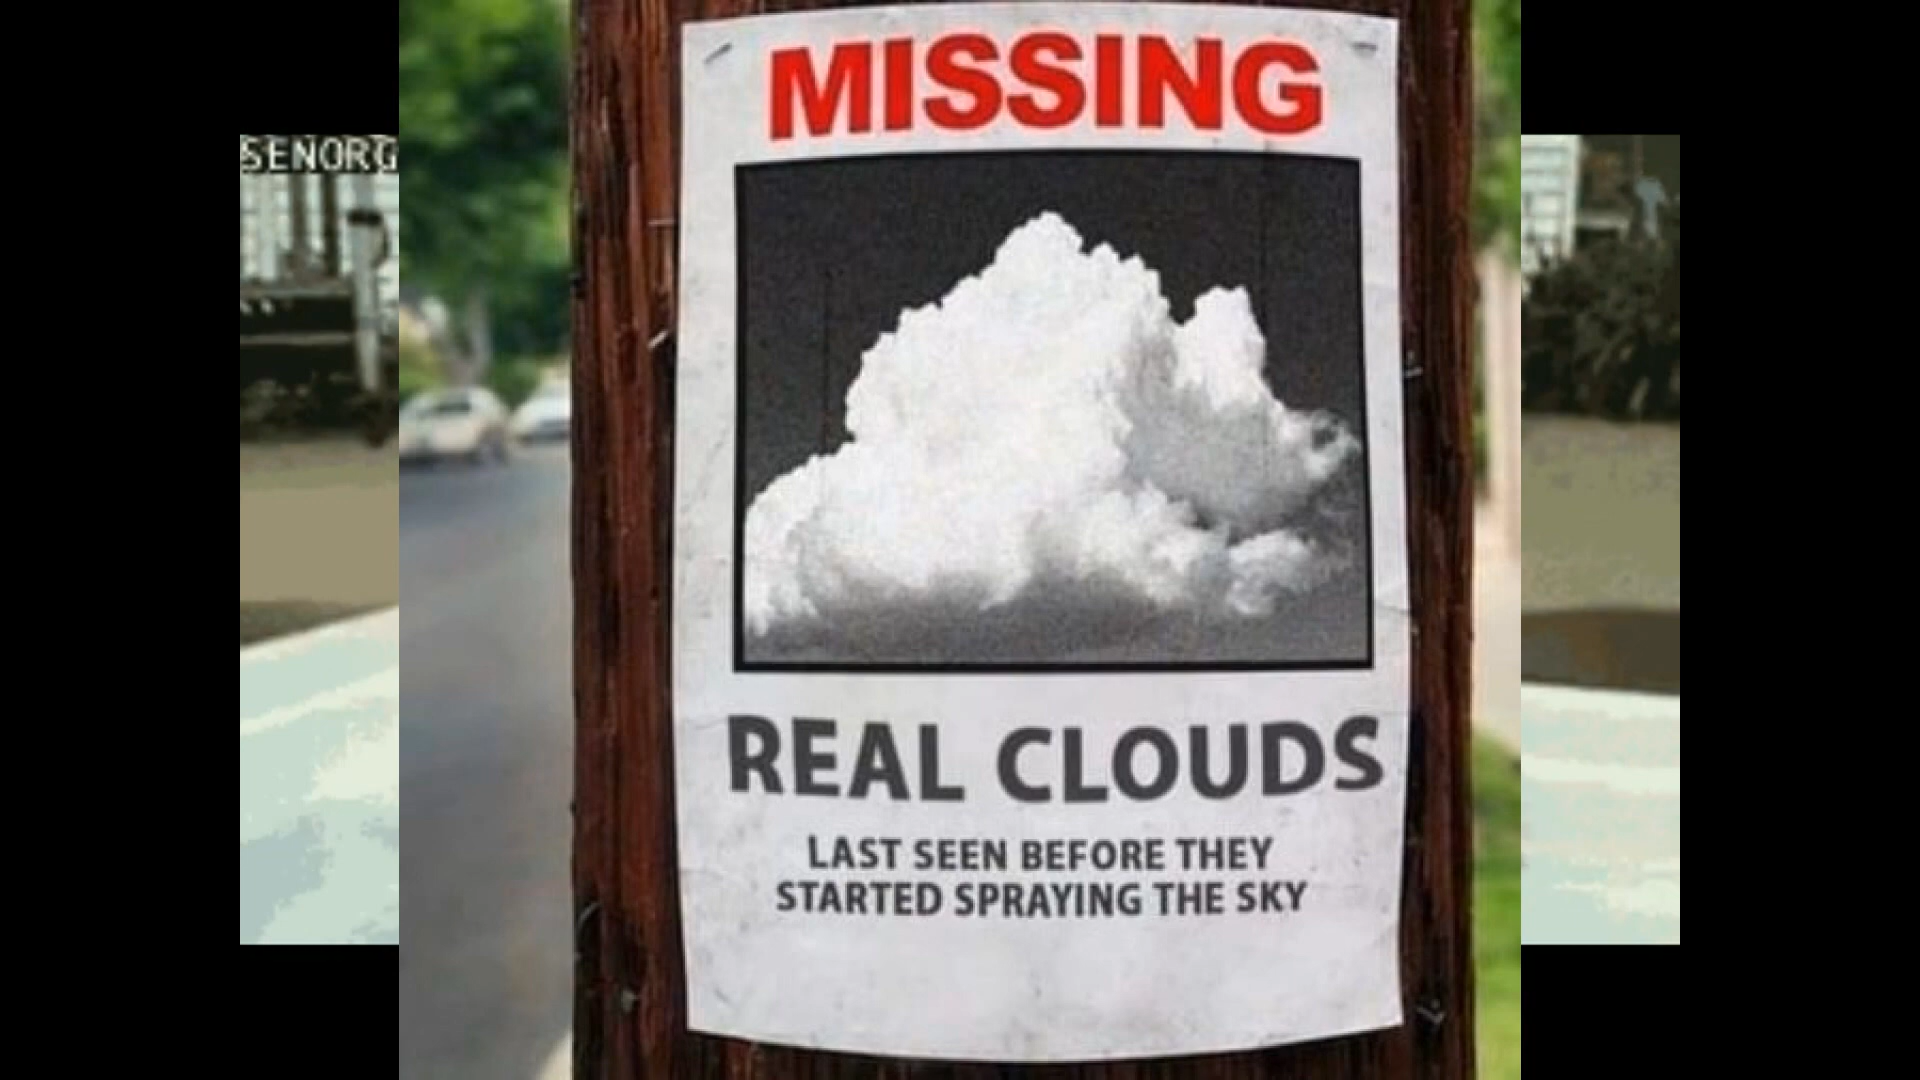 MISSING
SENORG
REAL CLOUDS
LAST SEEN BEFORE THEY
STARTED SPRAYING THE SKY